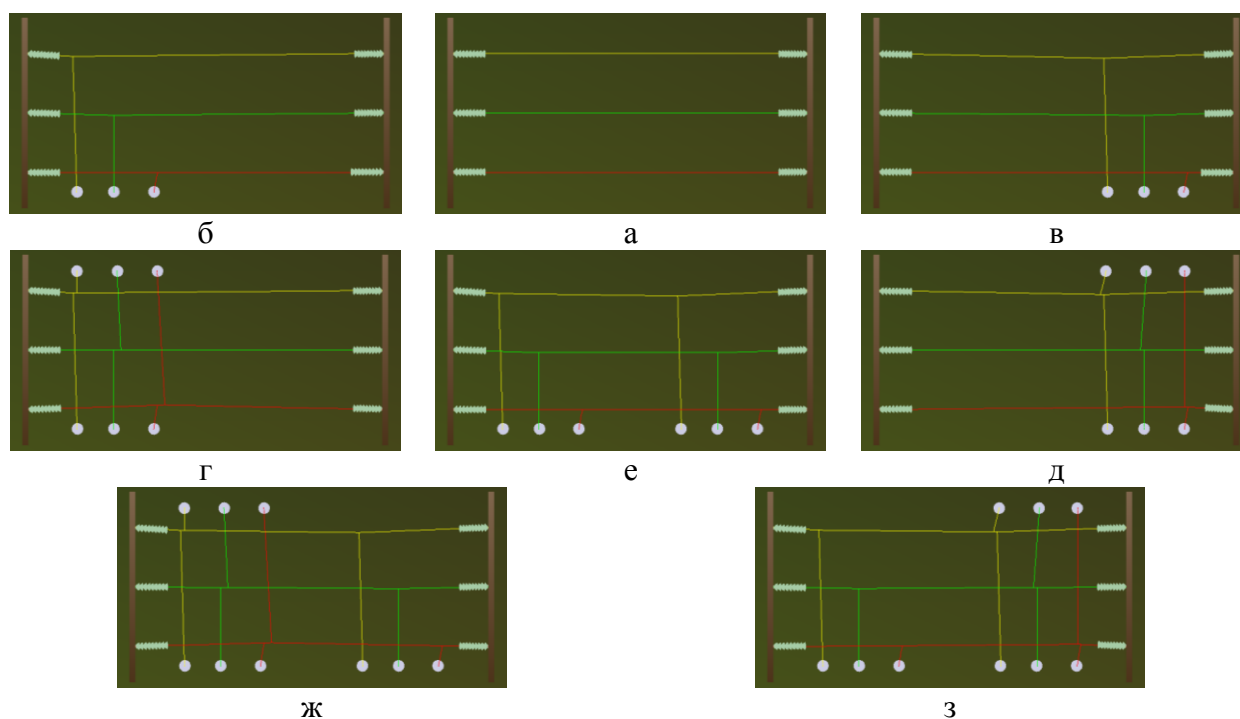 б а в
г е д
ж з